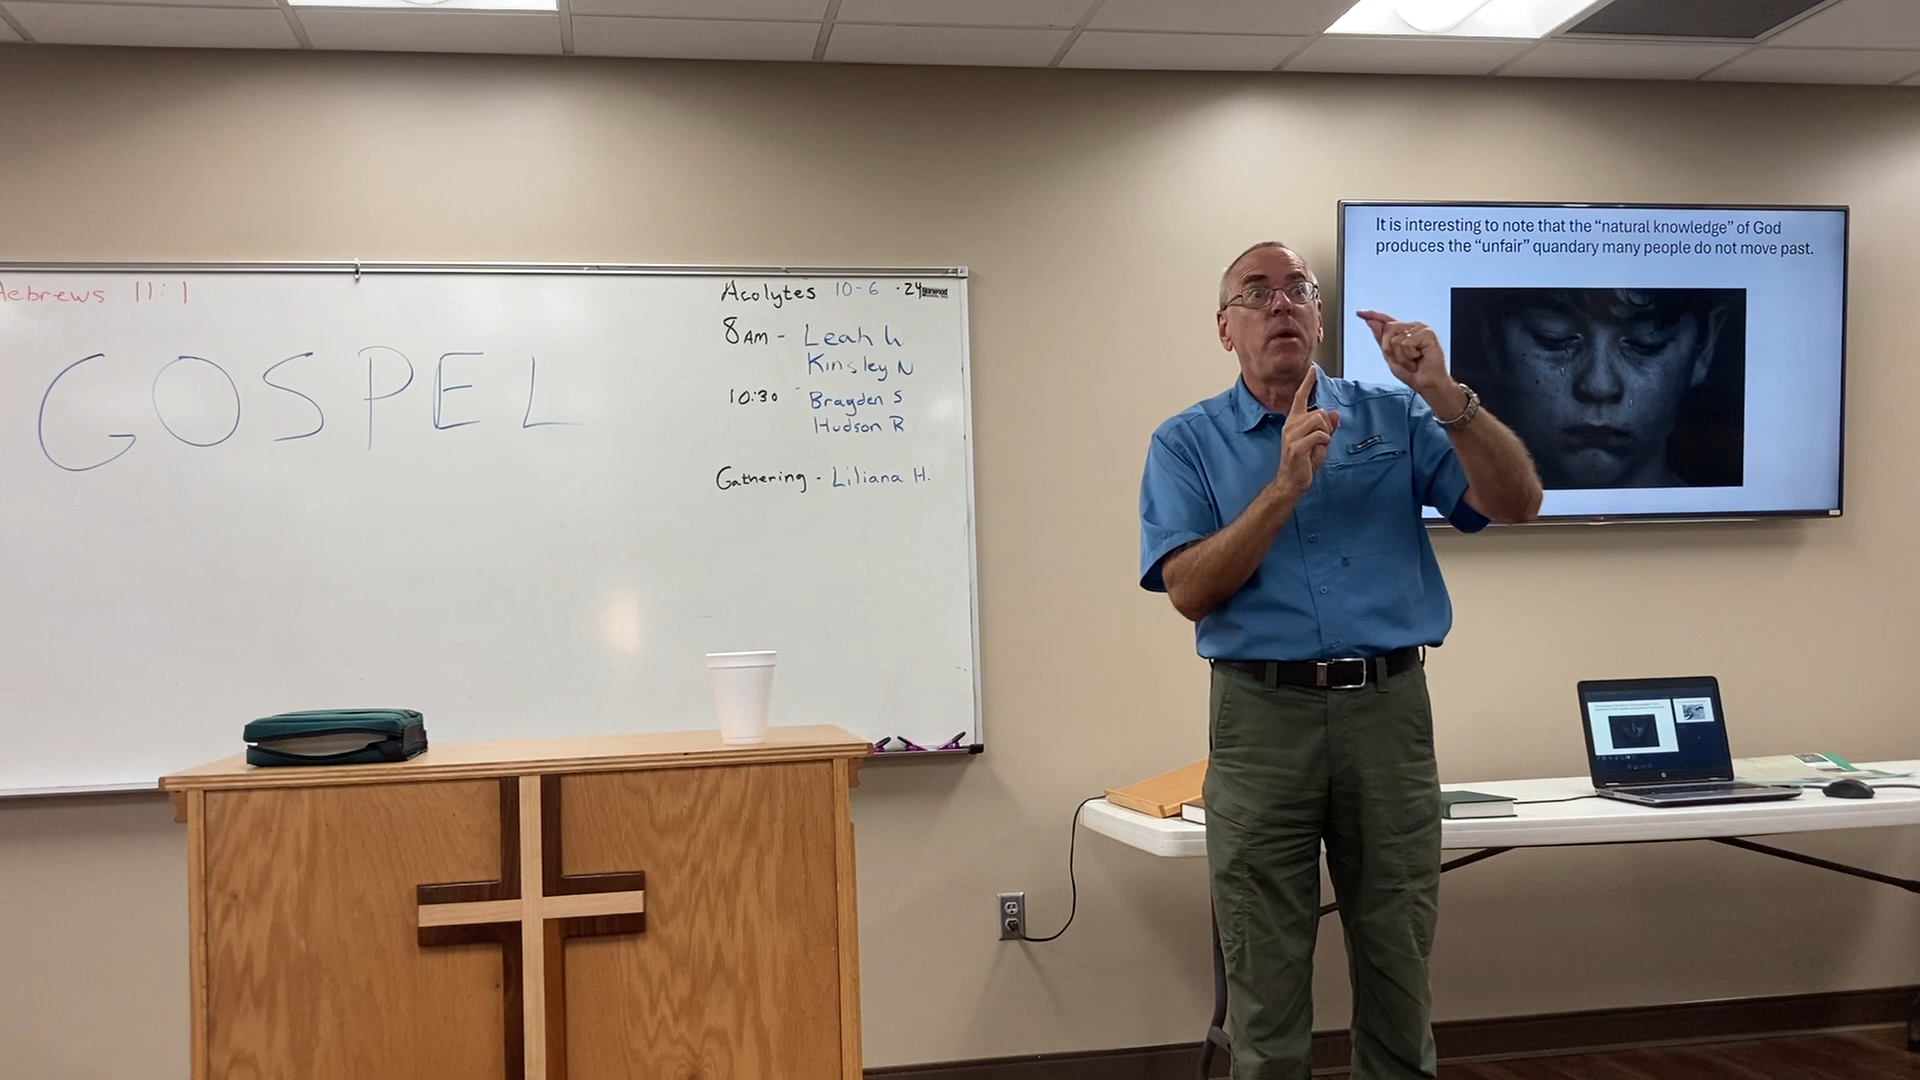 Hebrews 11:1
GOSPEL
Acolytes 10-6-24
8AM - Leah W
Kinsley N
10:30 Brayden S
Hudson R
Gathering - Liliana H.
It is interesting to note that the “natural knowledge” of God
produces the “unfair” quandary many people do not move past.